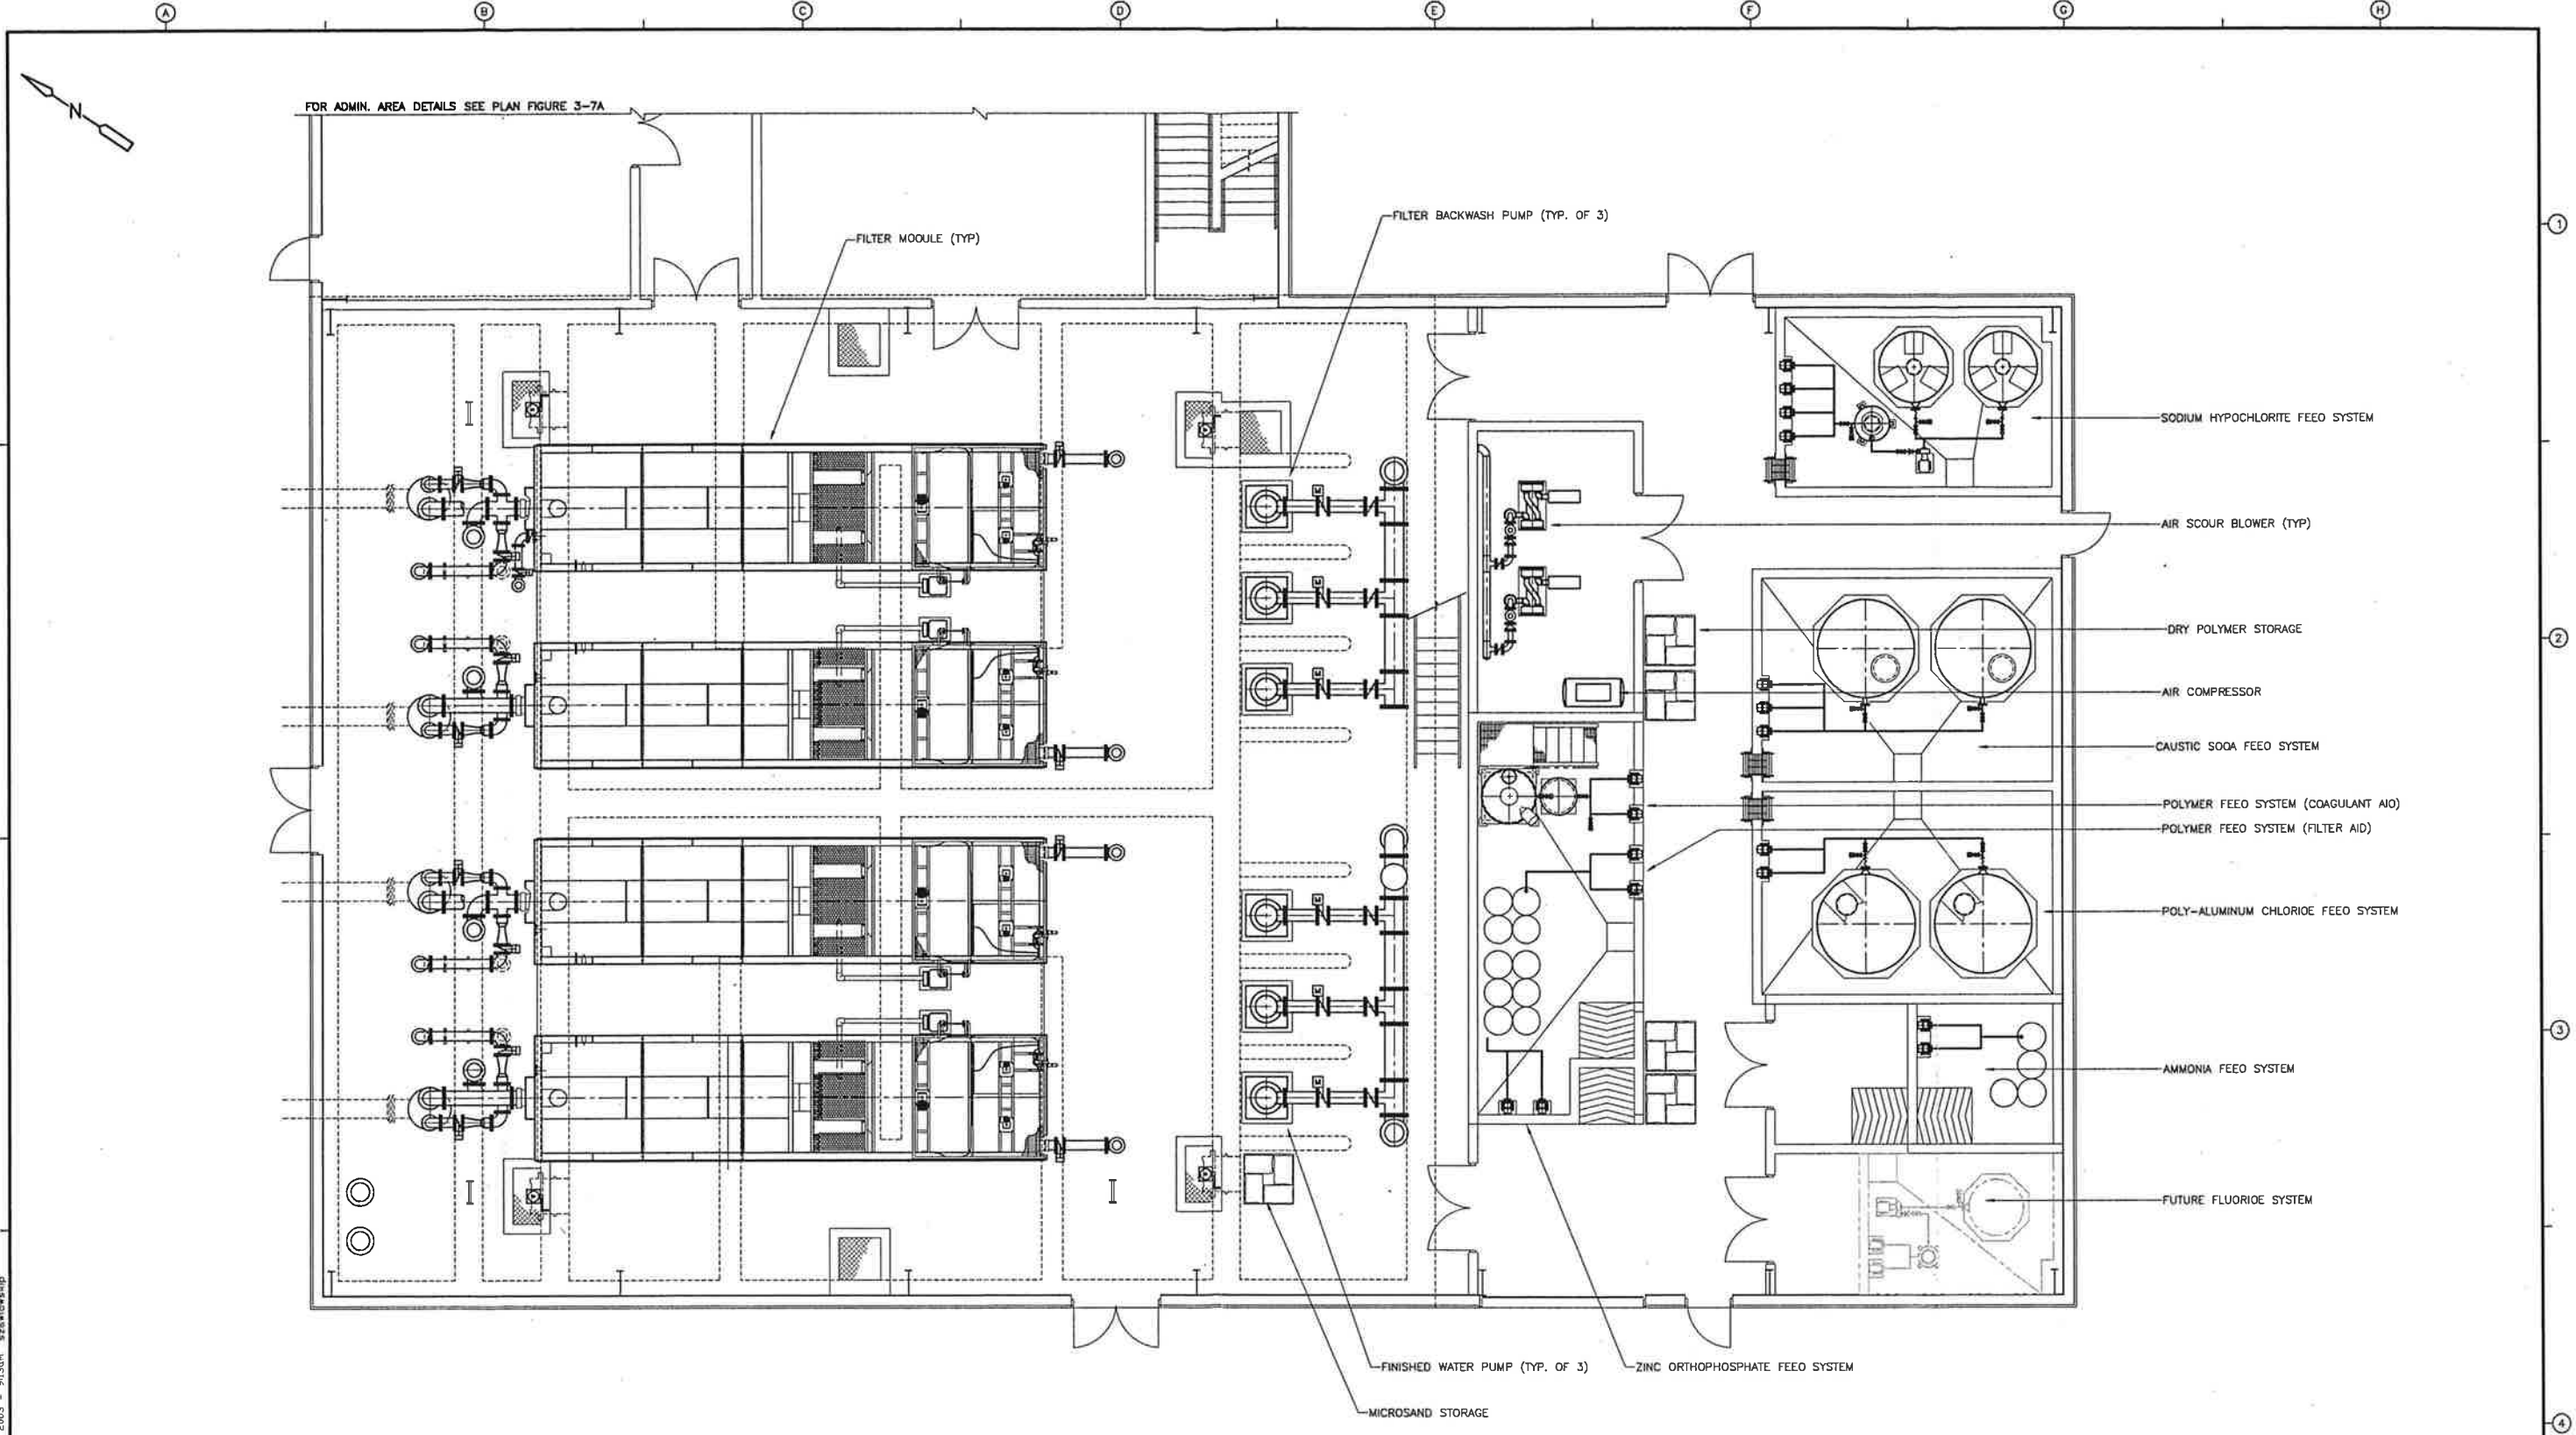 A B C D E F G H
N
FOR ADMIN. AREA DETAILS SEE PLAN FIGURE 3-7A
FILTER BACKWASH PUMP (TYP. OF 3)
1
FILTER MOOULE (TYP)
SODIUM HYPOCHLORITE FEEO SYSTEM
AIR SCOUR BLOWER (TYP)
DRY POLYMER STORAGE
2
AIR COMPRESSOR
CAUSTIC SOOA FEEO SYSTEM
POLYMER FEEO SYSTEM (COAGULANT AIO)
POLYMER FEEO SYSTEM (FILTER AID)
POLY-ALUMINUM CHLORIOE FEEO SYSTEM
3
AMMONIA FEEO SYSTEM
FUTURE FLUORIOE SYSTEM
FINISHED WATER PUMP (TYP. OF 3)
ZINC ORTHOPHOSPHATE FEEO SYSTEM
MICROSAND STORAGE
4